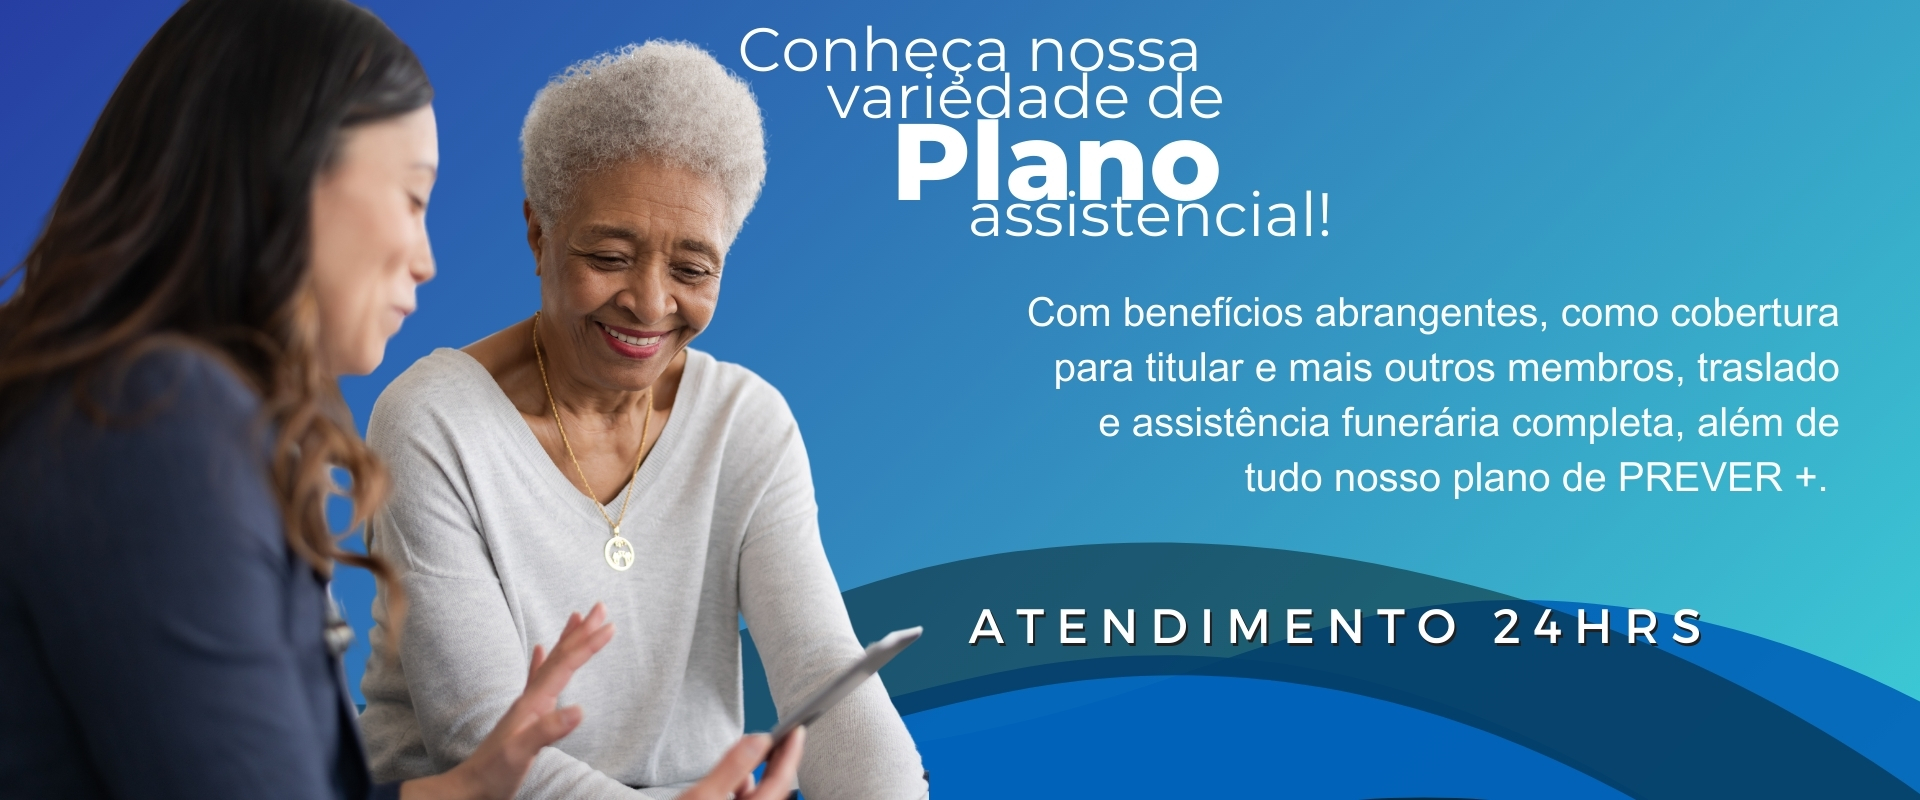 Conheça nossa
variedade de
Plano
assistencial!
Com benefícios abrangentes, como cobertura
para titular e mais outros membros, traslado
e assistência funerária completa, além de
tudo nosso plano de PREVER +.
ATENDIMENTO 24HRS